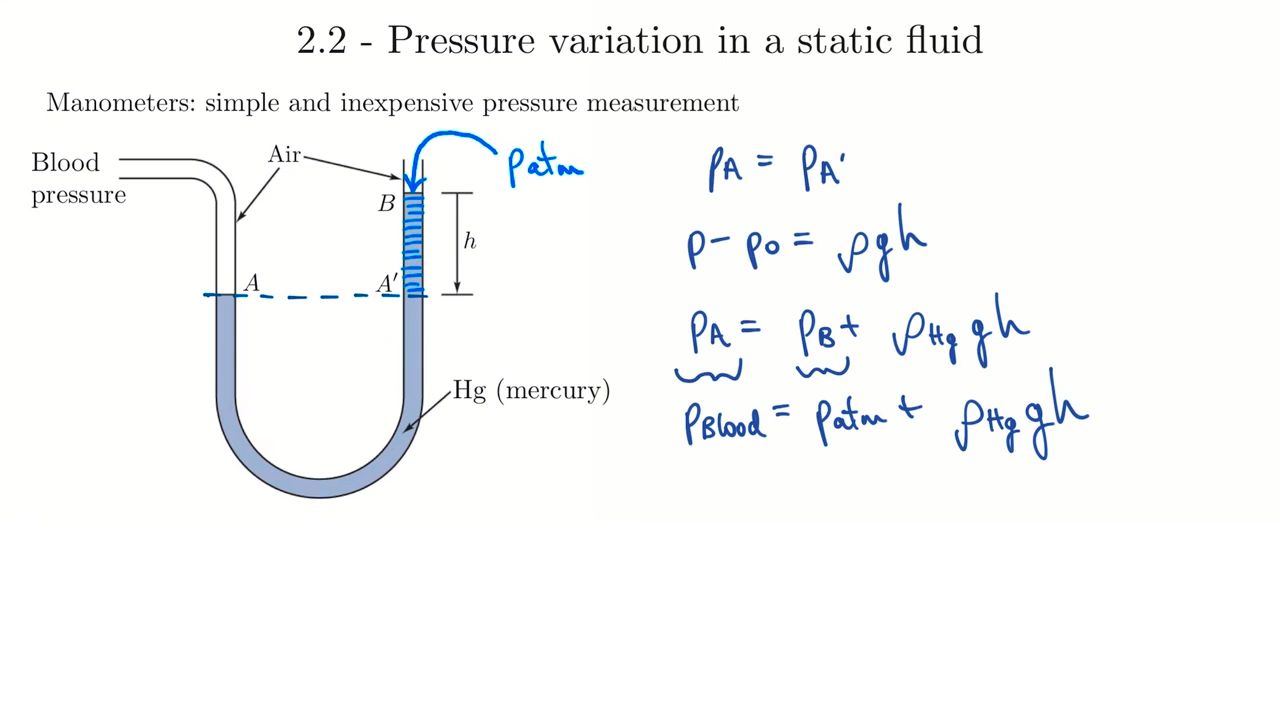 2.2 - Pressure variation in a static fluid
Manometers: simple and inexpensive pressure measurement
Blood
pressure
Air
Patm
B
h
A
A'
Hg (mercury)
PA = PA'
P - Po = ρgh
PA = PB + ρHg gh
PBlood = Patm + ρHg gh